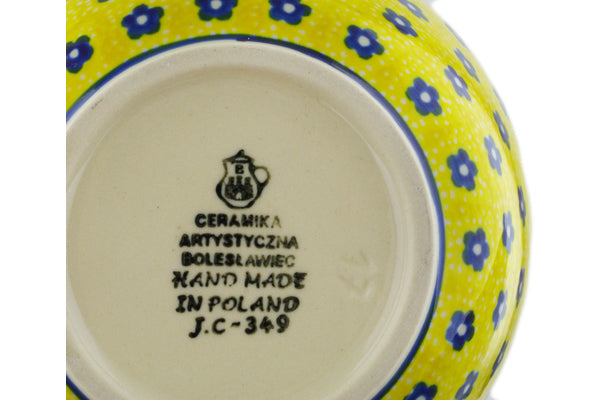 B
CERAMIKA
ARTYSTYCZNA
BOLESŁAWIEC
HAND MADE
IN POLAND
J.C-349